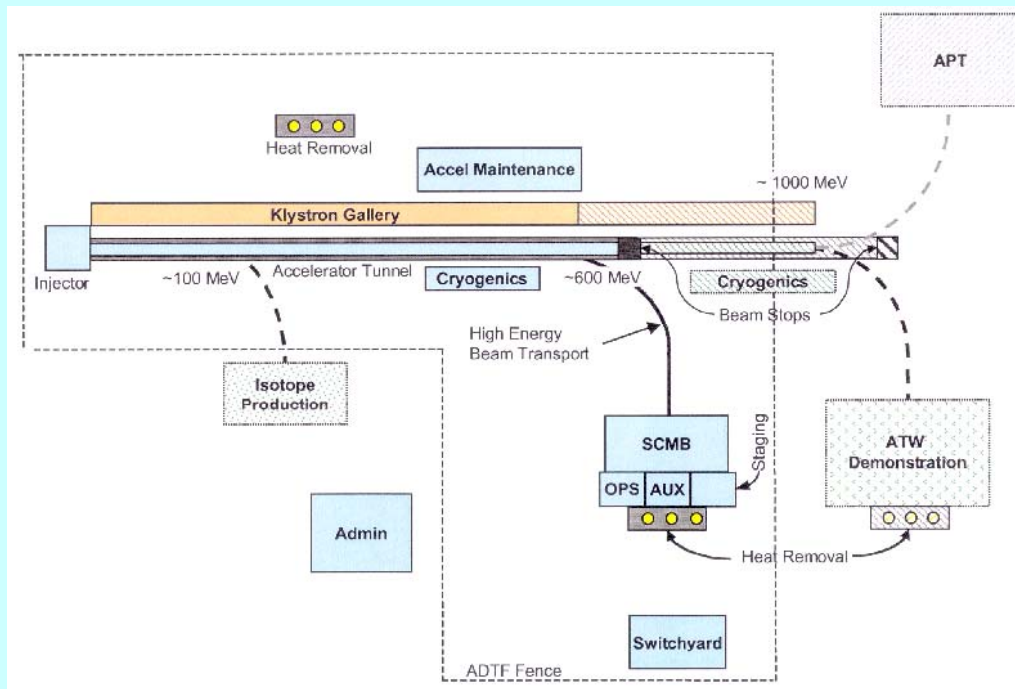 APT
Heat Removal
Accel Maintenance
~ 1000 MeV
Klystron Gallery
Injector
~100 MeV
Accelerator Tunnel
Cryogenics
~600 MeV
Cryogenics
Beam Stops
High Energy
Beam Transport
Isotope
Production
SCMB
Staging
OPS
AUX
ATW
Demonstration
Admin
Heat Removal
Switchyard
ADTF Fence